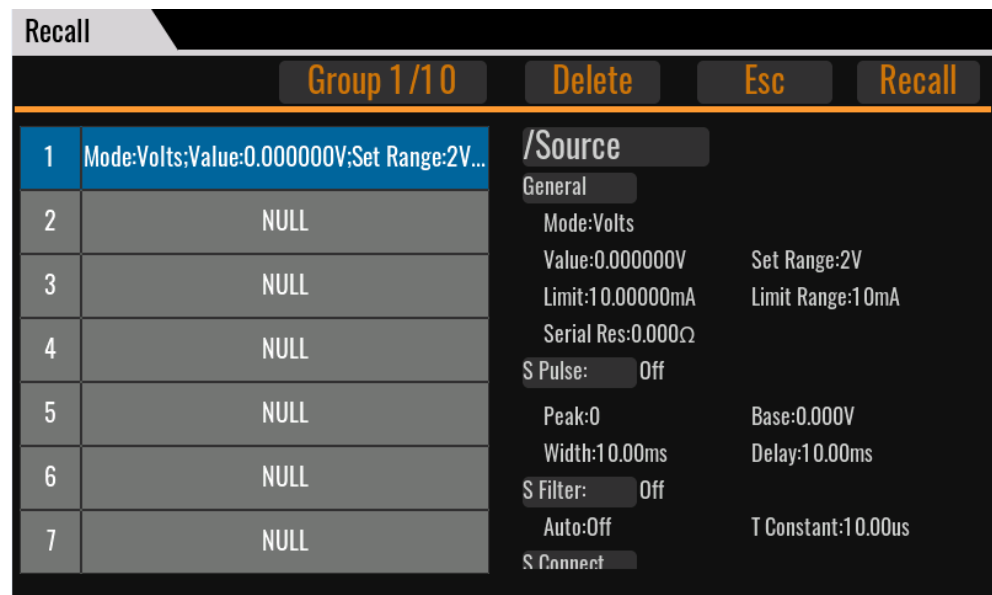 Recall
Group 1/10 Delete Esc Recall
1 Mode:Volts;Value:0.000000V;Set Range:2V...
2 NULL
3 NULL
4 NULL
5 NULL
6 NULL
7 NULL
/Source
General
Mode:Volts
Value:0.000000V Set Range:2V
Limit:10.00000mA Limit Range:10mA
Serial Res:0.000Ω
S Pulse: Off
Peak:0 Base:0.000V
Width:10.00ms Delay:10.00ms
S Filter: Off
Auto:Off T Constant:10.00us
S Connect